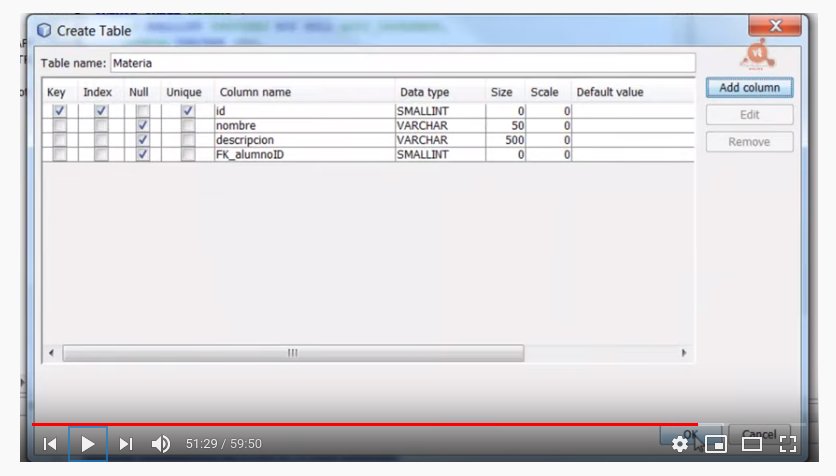 Create Table
Table name: Materia
Key Index Null Unique Column name Data type Size Scale Default value
id SMALLINT 0 0
nombre VARCHAR 50 0
descripcion VARCHAR 500 0
FK_alumnoID SMALLINT 0 0
Add column
Edit
Remove
OK Cancel
51:29 / 59:50